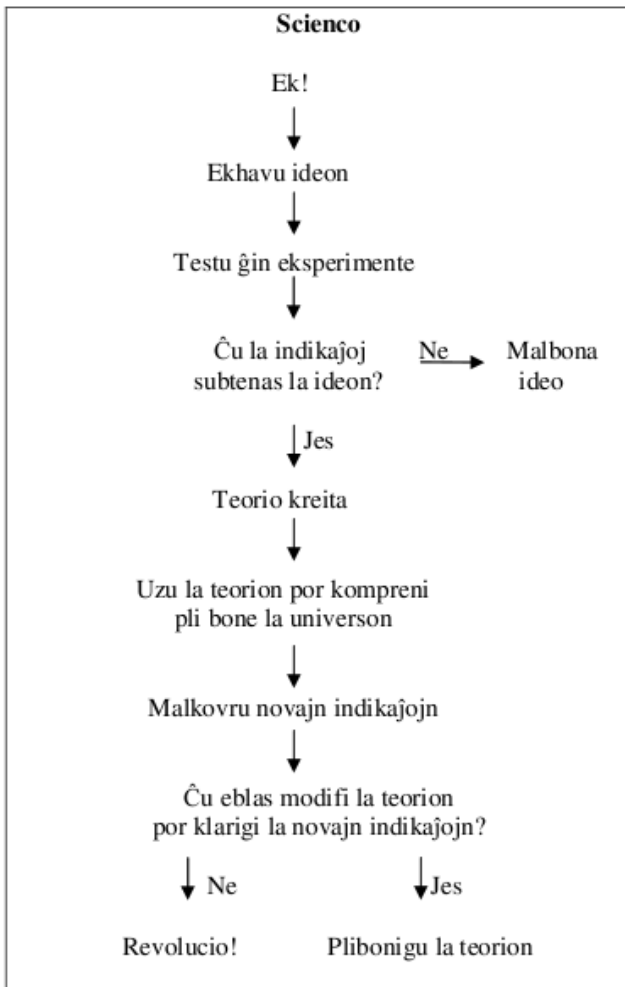 Scienco
Ek!
Ekhavu ideon
Testu ĝin eksperimente
Ĉu la indikaĵoj
subtenas la ideon?
Ne
Malbona
ideo
Jes
Teorio kreita
Uzu la teorion por kompreni
pli bone la universon
Malkovru novajn indikaĵojn
Ĉu eblas modifi la teorion
por klarigi la novajn indikaĵojn?
Ne
Jes
Revolucio!
Plibonigu la teorion